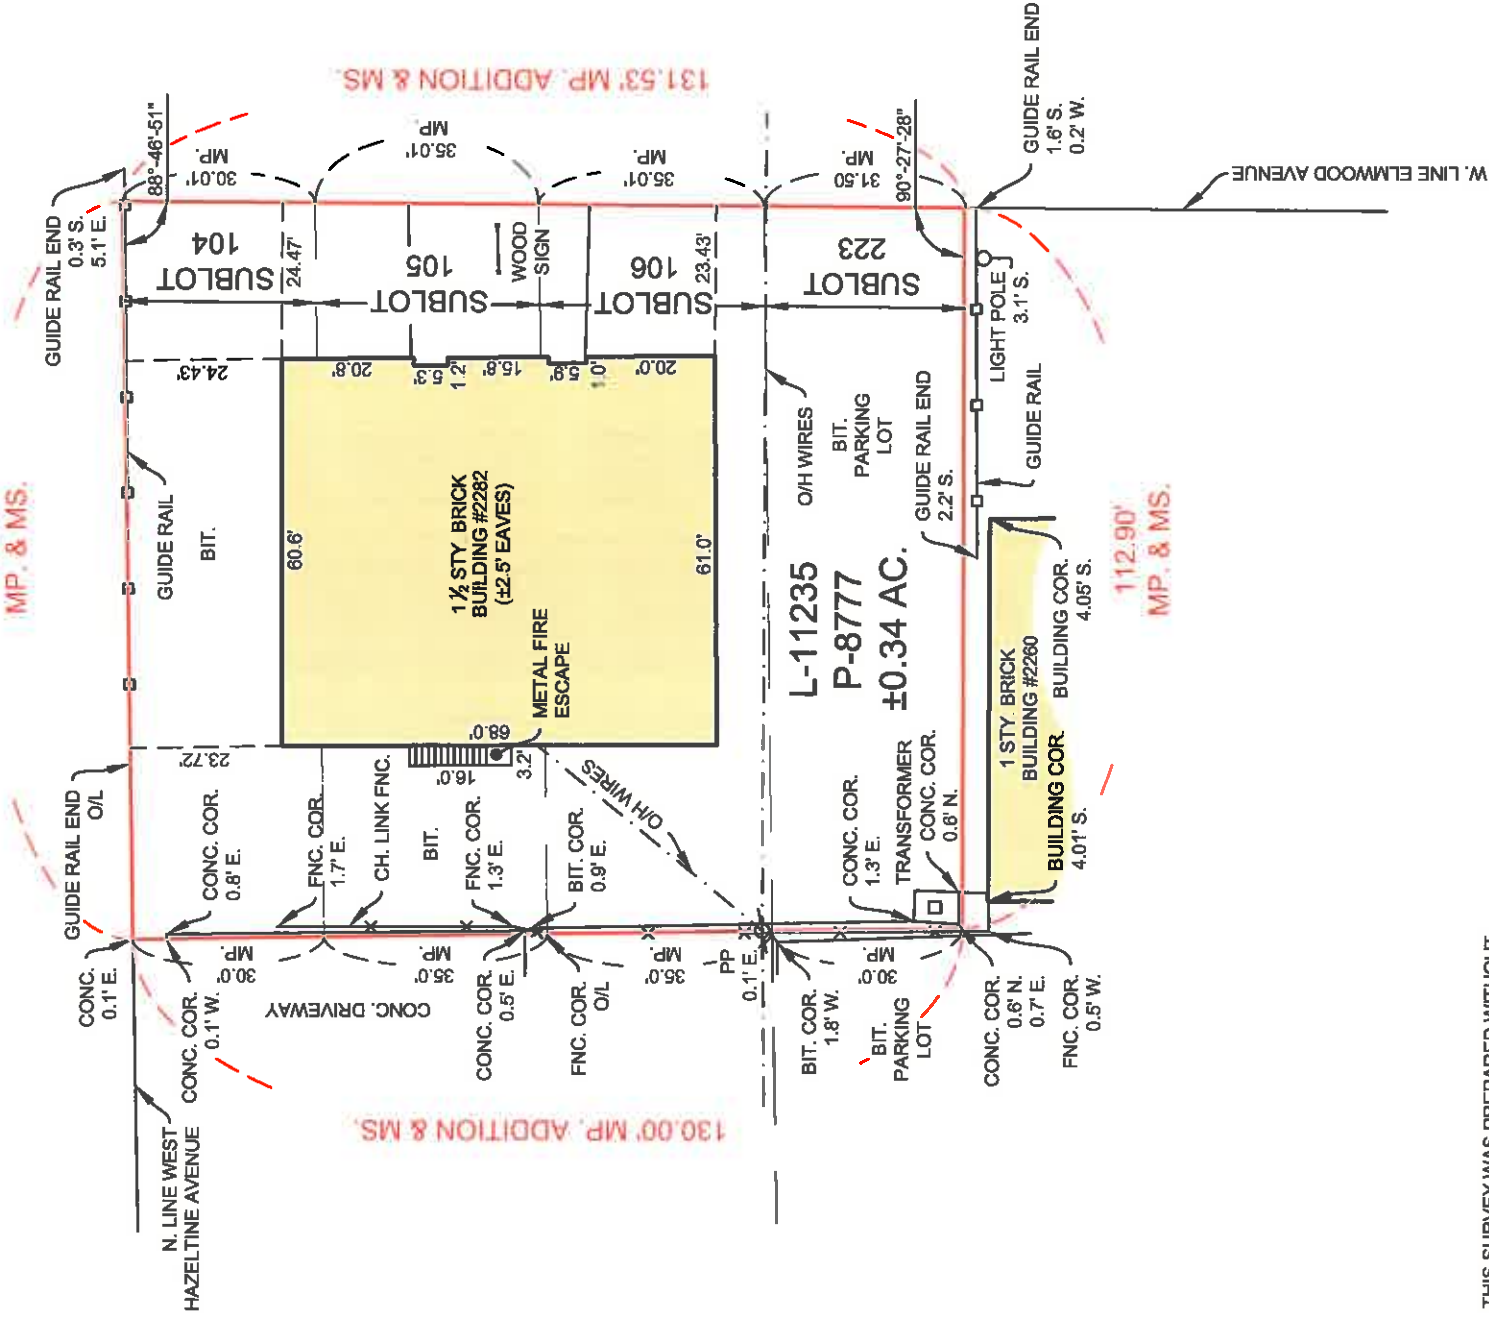 MP. & MS.
131.53' MP. ADDITION & MS.
GUIDE RAIL END
0.3' S.
5.1' E.
88°-46'-51"
30.01'
MP.
35.01'
MP.
35.01'
MP.
31.50
MP.
90°-27'-28"
GUIDE RAIL END
1.6' S.
0.2' W.
W. LINE ELMWOOD AVENUE
SUBLOT
104
24.47'
SUBLOT
105
WOOD
SIGN
SUBLOT
106
23.43'
SUBLOT
223
LIGHT POLE
3.1' S.
24.43'
20.8'
5.3'
1.2'
15.8'
5.9'
20.0'
GUIDE RAIL
BIT.
60.6'
1 ½ STY. BRICK
BUILDING #2282
(±2.5' EAVES)
61.0'
O/H WIRES
BIT.
PARKING
LOT
GUIDE RAIL END
2.2' S.
GUIDE RAIL
L-11235
P-8777
±0.34 AC.
112.90'
MP. & MS.
METAL FIRE
ESCAPE
68.0'
16.0'
3.2'
23.72'
O/H WIRES
1 STY. BRICK
BUILDING #2260
BUILDING COR.
4.05' S.
BUILDING COR.
4.01' S.
GUIDE RAIL END
O/L
CONC. COR.
0.8' E.
FNC. COR.
1.7' E.
CH. LINK FNC.
BIT.
FNC. COR.
1.3' E.
BIT. COR.
0.9' E.
CONC. COR.
1.3' E.
TRANSFORMER
CONC. COR.
0.6' N.
CONC.
0.1' E.
CONC. COR.
0.1' W.
30.0'
MP.
35.0'
MP.
35.0'
MP.
30.0'
MP.
CONC. DRIVEWAY
CONC. COR.
0.5' E.
FNC. COR.
O/L
PP
0.1' E.
BIT. COR.
1.8' W.
BIT.
PARKING
LOT
CONC. COR.
0.6' N.
0.7' E.
FNC. COR.
0.5' W.
N. LINE WEST
HAZELTINE AVENUE
130.00' MP. ADDITION & MS.
THIS SURVEY WAS PREPARED WITHOUT